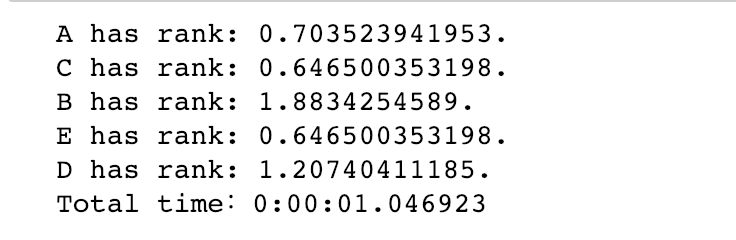 A has rank: 0.703523941953.
C has rank: 0.646500353198.
B has rank: 1.8834254589.
E has rank: 0.646500353198.
D has rank: 1.20740411185.
Total time: 0:00:01.046923